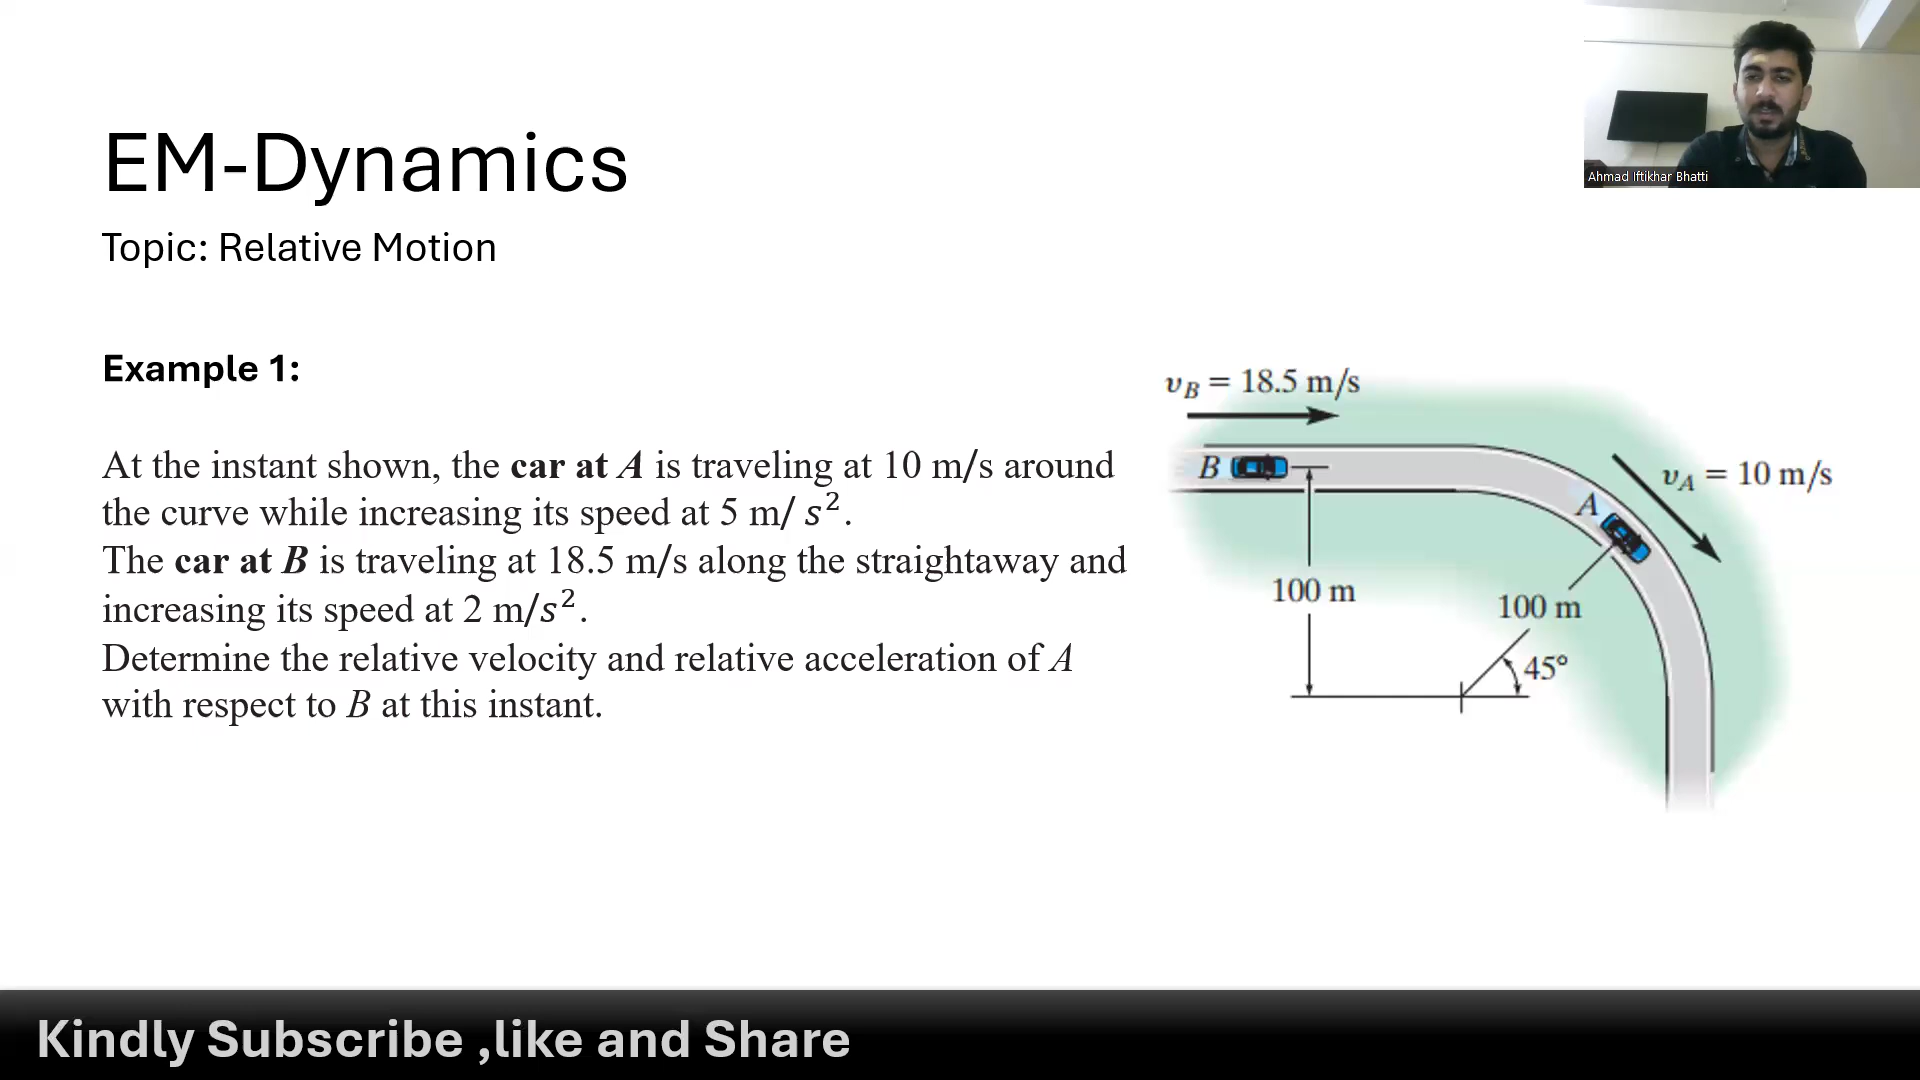 Ahmad Iftikhar Bhatti
EM-Dynamics
Topic: Relative Motion
Example 1:
At the instant shown, the car at A is traveling at 10 m/s around
the curve while increasing its speed at 5 m/ s².
The car at B is traveling at 18.5 m/s along the straightaway and
increasing its speed at 2 m/s².
Determine the relative velocity and relative acceleration of A
with respect to B at this instant.
υB = 18.5 m/s
υA = 10 m/s
B
A
100 m
100 m
45°
Kindly Subscribe ,like and Share